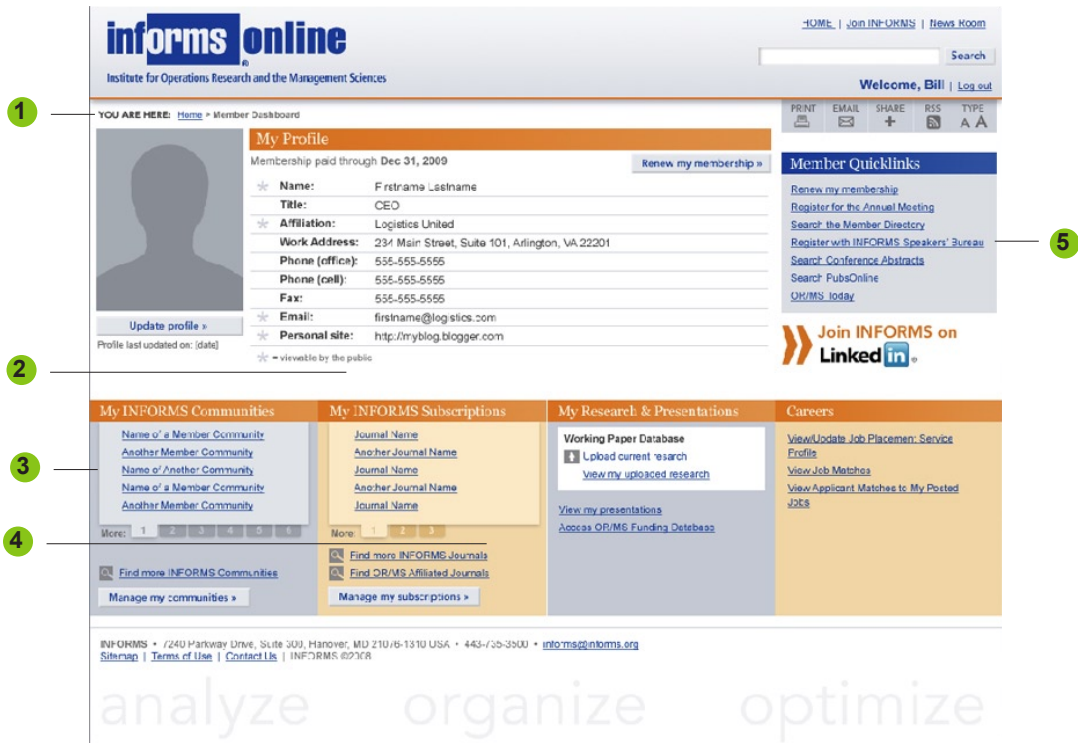 informs online
®
Institute for Operations Research and the Management Sciences
HOME | Join INFORMS | News Room
Search
Welcome, Bill | Log out
1
YOU ARE HERE: Home > Member Dashboard
PRINT EMAIL SHARE RSS TYPE
A A
My Profile
Membership paid through Dec 31, 2009
Renew my membership »
Name: Firstname Lastname
Title: CEO
Affiliation: Logistics United
Work Address: 234 Main Street, Suite 101, Arlington, VA 22201
Phone (office): 555-555-5555
Phone (cell): 555-555-5555
Fax: 555-555-5555
Email: firstname@logistics.com
Personal site: http://myblog.blogger.com
= viewable by the public
Update profile »
Profile last updated on: [date]
Member Quicklinks
Renew my membership
Register for the Annual Meeting
Search the Member Directory
Register with INFORMS Speakers' Bureau
Search Conference Abstracts
Search PubsOnline
OR/MS Today
5
Join INFORMS on
Linked in ®
2
My INFORMS Communities
Name of a Member Community
Another Member Community
Name of Another Community
Name of a Member Community
Another Member Community
More: 1 2 3 4 5 6
Find more INFORMS Communities
Manage my communities »
3
4
My INFORMS Subscriptions
Journal Name
Another Journal Name
Journal Name
Another Journal Name
Journal Name
More: 1 2 3
Find more INFORMS Journals
Find OR/MS Affiliated Journals
Manage my subscriptions »
My Research & Presentations
Working Paper Database
Upload current resarch
View my uploaded research
View my presentations
Access OR/MS Funding Database
Careers
View/Update Job Placement Service
Profile
View Job Matches
View Applicant Matches to My Posted
Jobs
INFORMS • 7240 Parkway Drive, Suite 300, Hanover, MD 21076-1310 USA • 443-735-3500 • informs@informs.org
Sitemap | Terms of Use | Contact Us | INFORMS ©2008
analyze organize optimize